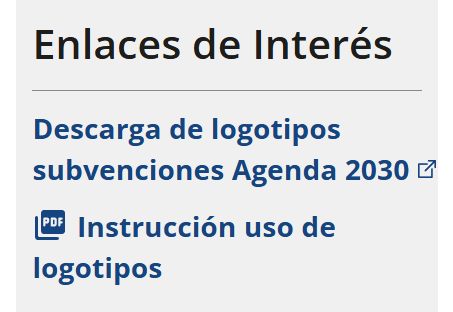 Enlaces de Interés
Descarga de logotipos
subvenciones Agenda 2030
PDF Instrucción uso de
logotipos